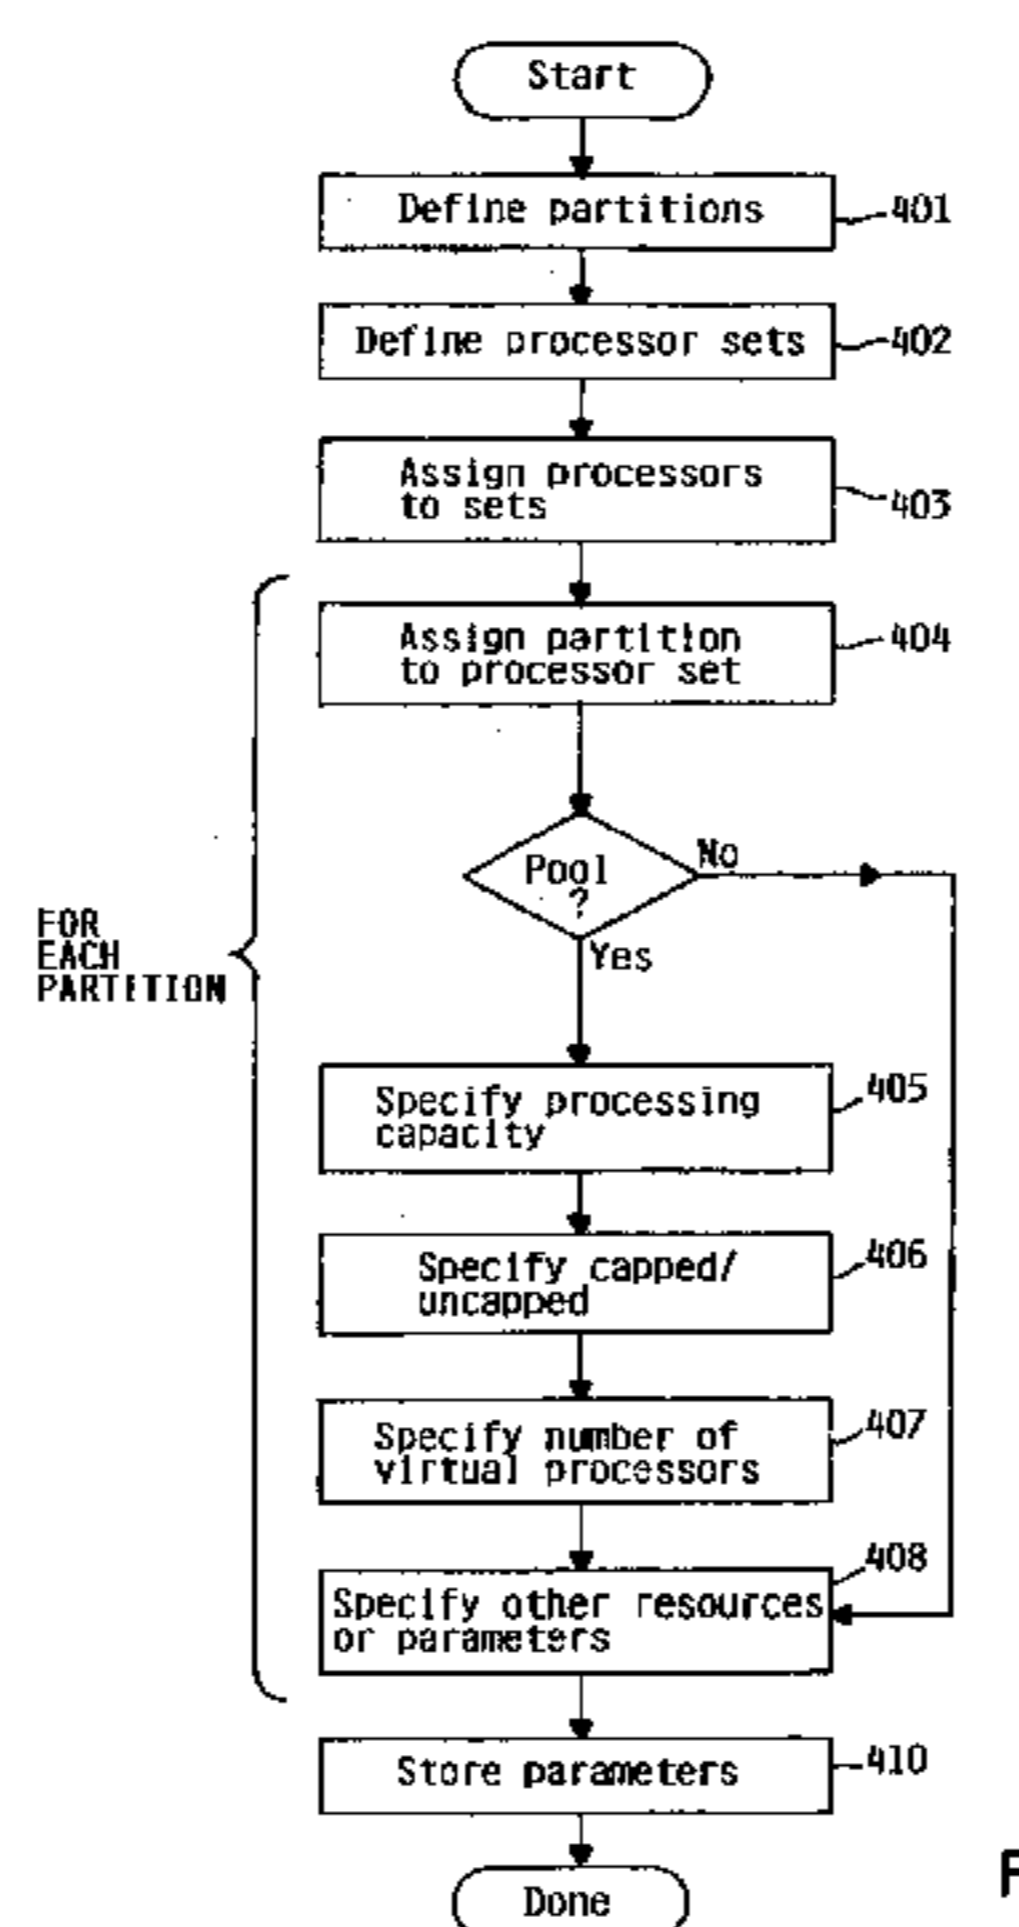 Start
Define partitions
401
Define processor sets
402
Assign processors
to sets
403
Assign partition
to processor set
404
Pool
?
No
Yes
FOR
EACH
PARTITION
Specify processing
capacity
405
Specify capped/
uncapped
406
Specify number of
virtual processors
407
408
Specify other resources
or parameters
Store parameters
410
Done
F